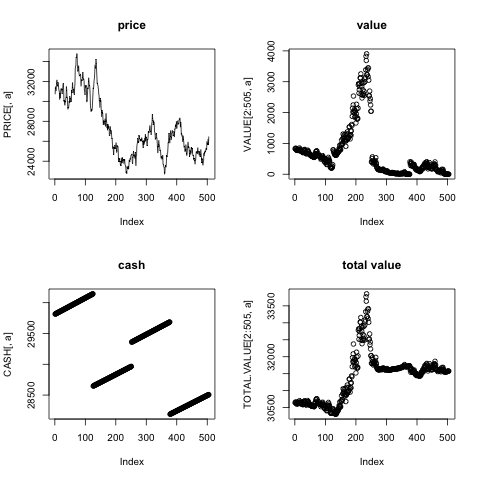 price
PRICE[, a]
24000 28000 32000
0 100 200 300 400 500
Index
value
VALUE[2:505, a]
0 1000 2000 3000 4000
0 100 200 300 400 500
Index
cash
CASH[, a]
28500 29500
0 100 200 300 400 500
Index
total value
TOTAL.VALUE[2:505, a]
30500 32000 33500
0 100 200 300 400 500
Index